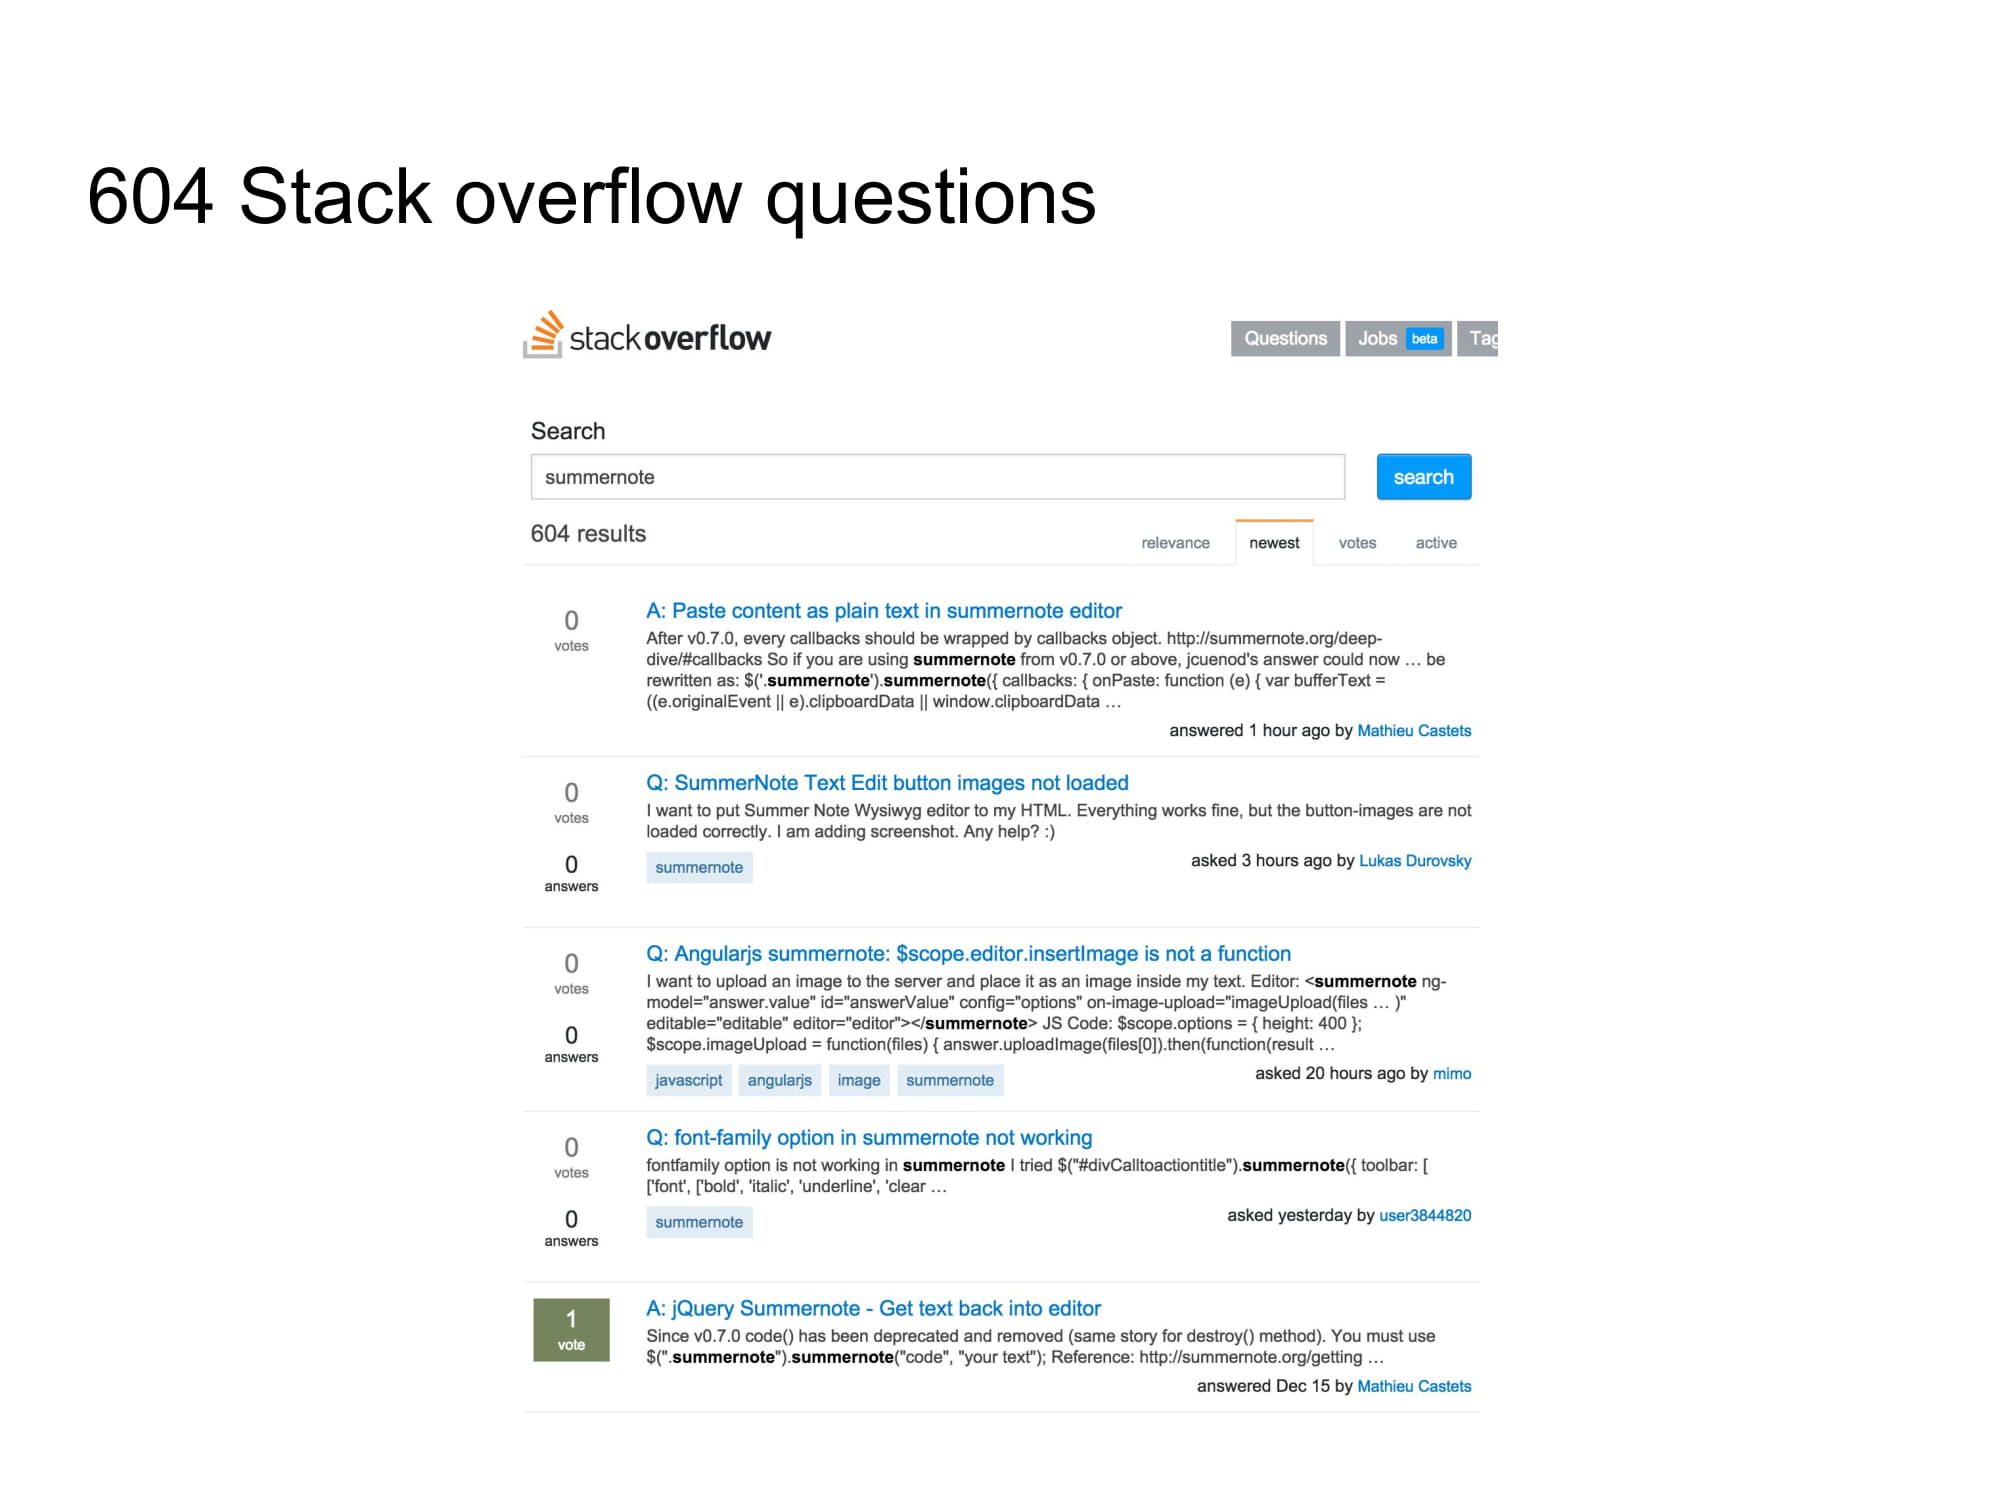 604 Stack overflow questions
stackoverflow
Questions Jobs beta Tag
Search
summernote search
604 results
relevance newest votes active
0
votes
A: Paste content as plain text in summernote editor
After v0.7.0, every callbacks should be wrapped by callbacks object. http://summernote.org/deep-
dive/#callbacks So if you are using summernote from v0.7.0 or above, jcuenod's answer could now … be
rewritten as: $('.summernote').summernote({ callbacks: { onPaste: function (e) { var bufferText =
((e.originalEvent || e).clipboardData || window.clipboardData …
answered 1 hour ago by Mathieu Castets
0
votes
0
answers
Q: SummerNote Text Edit button images not loaded
I want to put Summer Note Wysiwyg editor to my HTML. Everything works fine, but the button-images are not
loaded correctly. I am adding screenshot. Any help? :)
summernote
asked 3 hours ago by Lukas Durovsky
0
votes
0
answers
Q: Angularjs summernote: $scope.editor.insertImage is not a function
I want to upload an image to the server and place it as an image inside my text. Editor: <summernote ng-
model="answer.value" id="answerValue" config="options" on-image-upload="imageUpload(files … )"
editable="editable" editor="editor"></summernote> JS Code: $scope.options = { height: 400 };
$scope.imageUpload = function(files) { answer.uploadImage(files[0]).then(function(result …
javascript angularjs image summernote
asked 20 hours ago by mimo
0
votes
0
answers
Q: font-family option in summernote not working
fontfamily option is not working in summernote I tried $("#divCalltoactiontitle").summernote({ toolbar: [
['font', ['bold', 'italic', 'underline', 'clear …
summernote
asked yesterday by user3844820
1
vote
A: jQuery Summernote - Get text back into editor
Since v0.7.0 code() has been deprecated and removed (same story for destroy() method). You must use
$(".summernote").summernote("code", "your text"); Reference: http://summernote.org/getting …
answered Dec 15 by Mathieu Castets